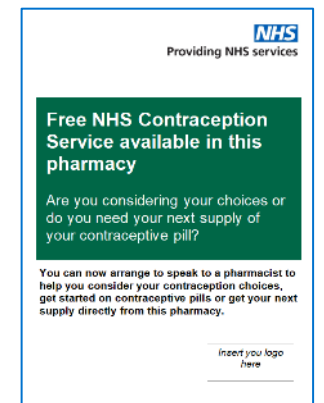 NHS
Providing NHS services
Free NHS Contraception
Service available in this
pharmacy
Are you considering your choices or
do you need your next supply of
your contraceptive pill?
You can now arrange to speak to a pharmacist to
help you consider your contraception choices,
get started on contraceptive pills or get your next
supply directly from this pharmacy.
Insert you logo
here